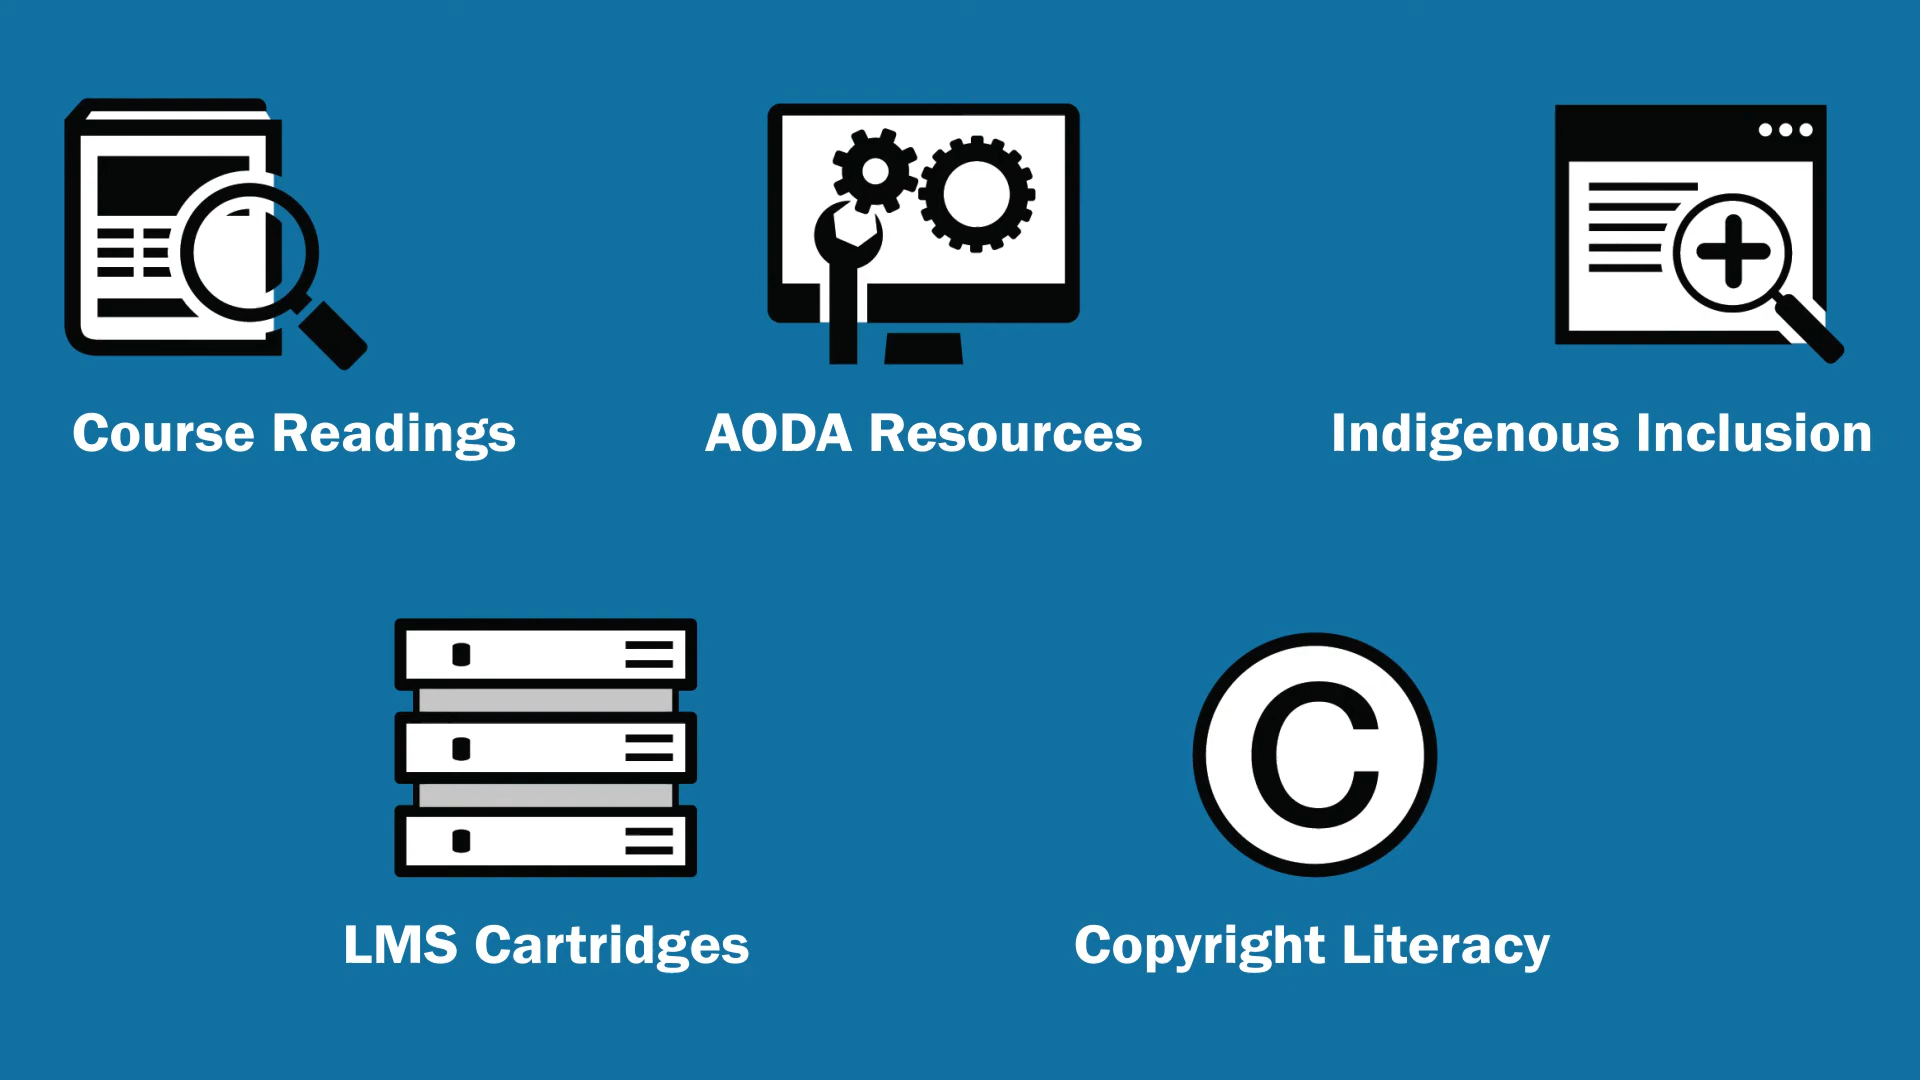 Course Readings
AODA Resources
Indigenous Inclusion
C
LMS Cartridges
Copyright Literacy